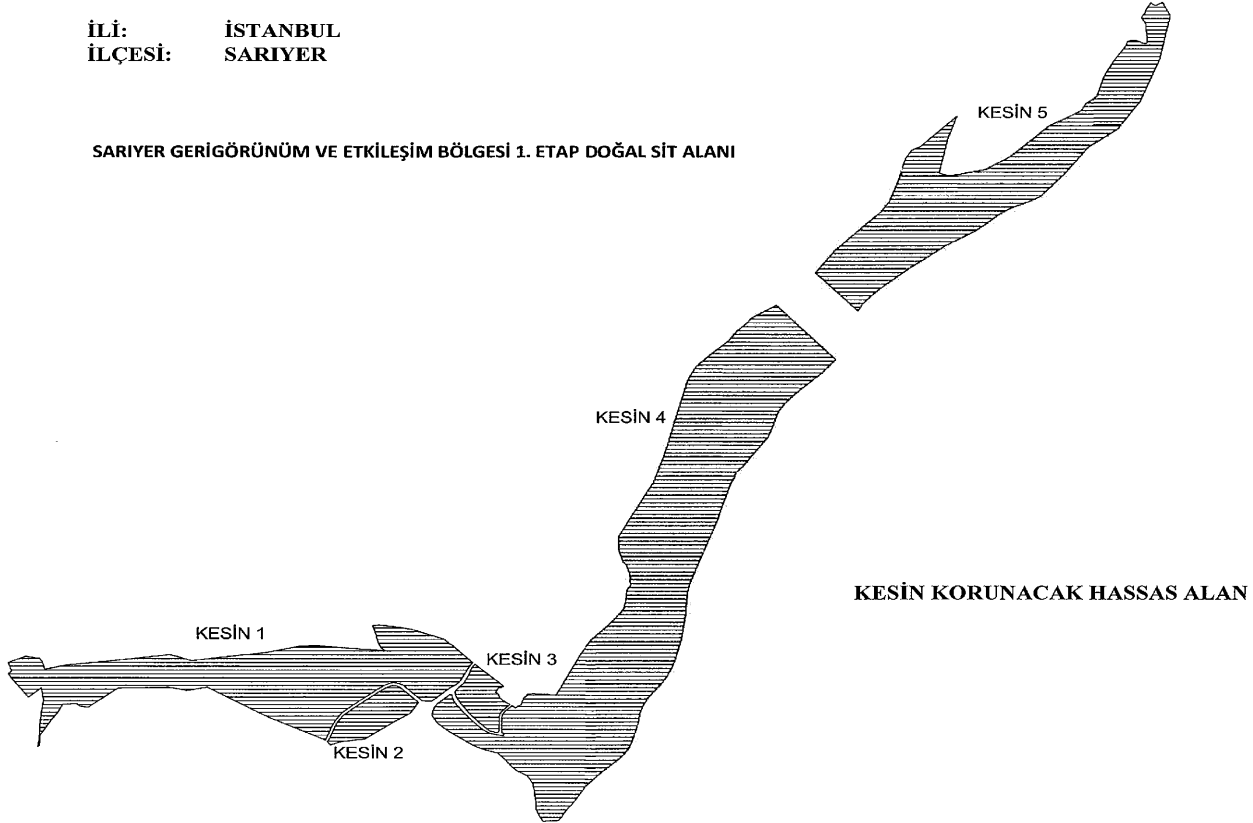 İLİ: İSTANBUL
İLÇESİ: SARIYER
KESİN 5
SARIYER GERİGÖRÜNÜM VE ETKİLEŞİM BÖLGESİ 1. ETAP DOĞAL SİT ALANI
KESİN 4
KESİN KORUNACAK HASSAS ALAN
KESİN 1
KESİN 3
KESİN 2